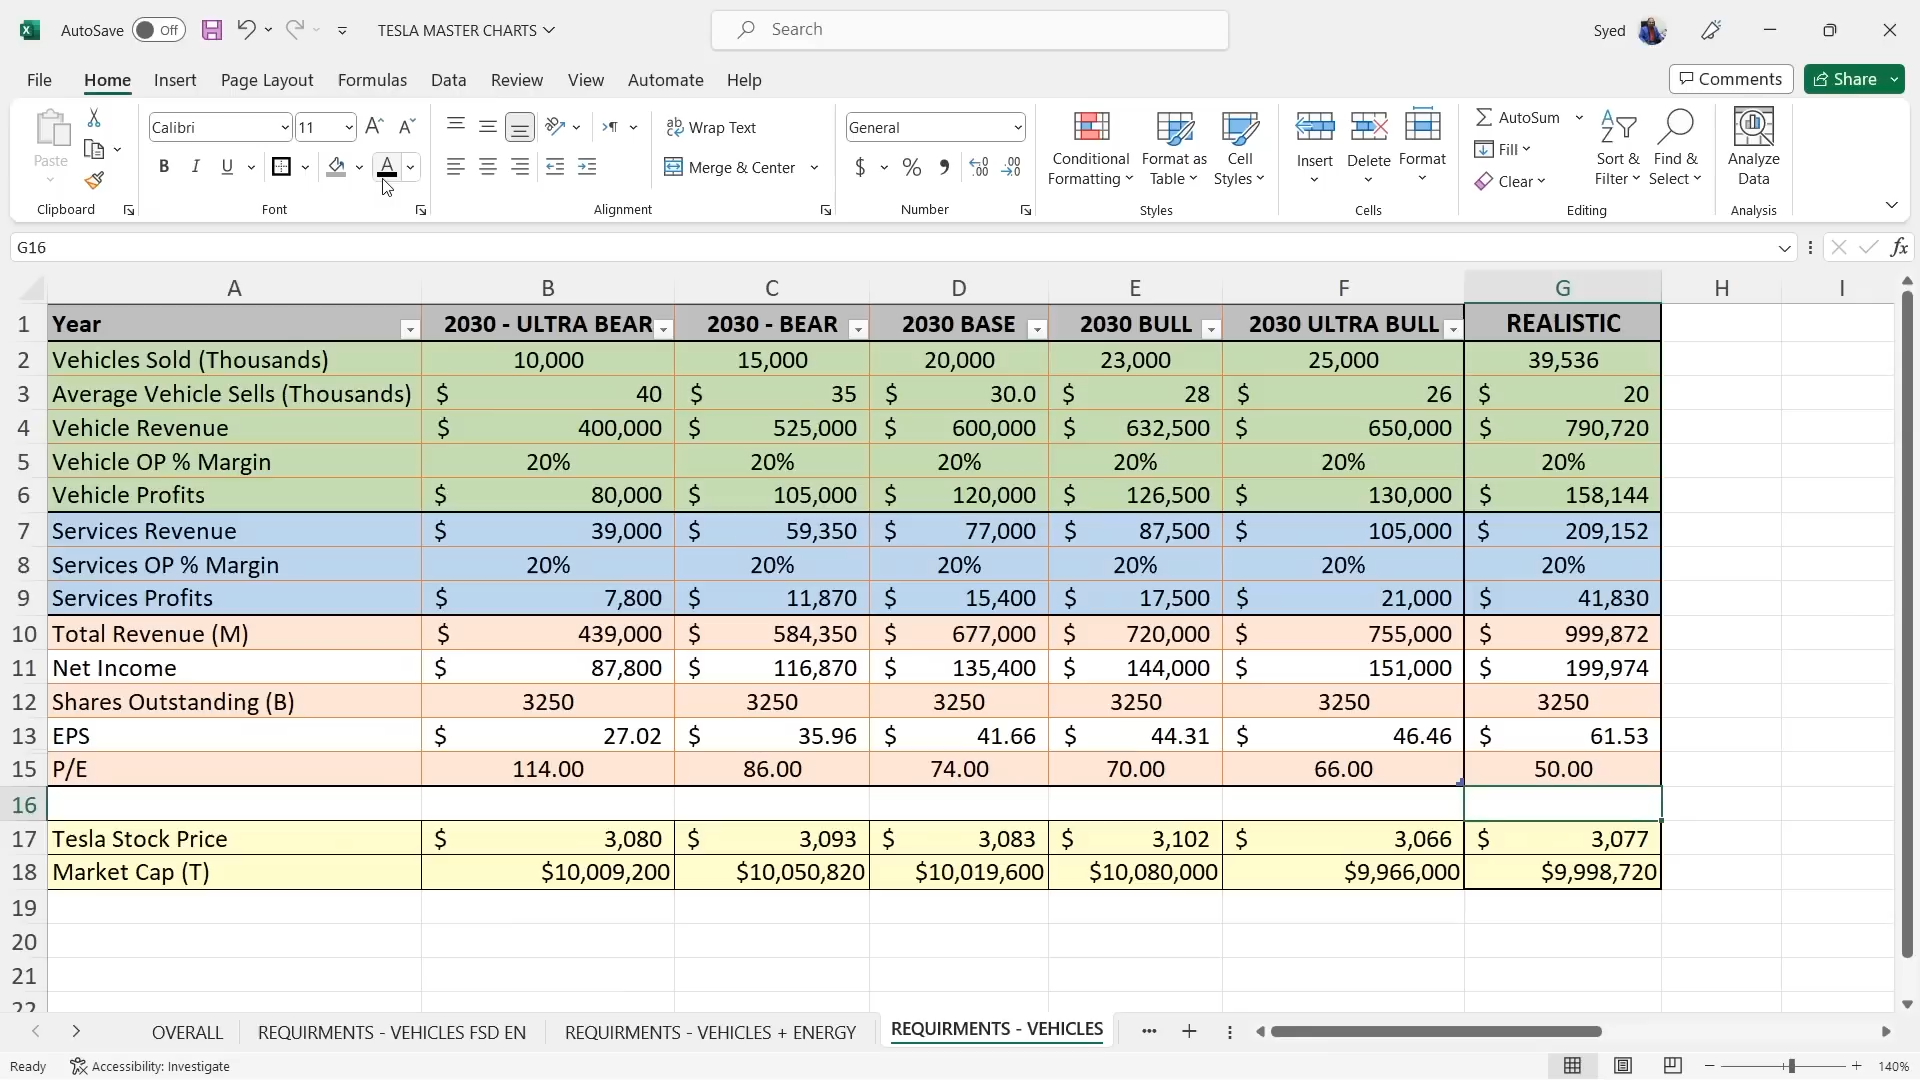 AutoSave Off TESLA MASTER CHARTS Search Syed
File Home Insert Page Layout Formulas Data Review View Automate Help Comments Share
Paste Calibri 11 Wrap Text General Conditional Formatting Format as Table Cell Styles Insert Delete Format AutoSum Sort & Filter Find & Select Analyze Data
B I U A Merge & Center $ % Fill
Clear
Clipboard Font Alignment Number Styles Cells Editing Analysis
G16 fx
A B C D E F G H I
1 Year 2030 - ULTRA BEAR 2030 - BEAR 2030 BASE 2030 BULL 2030 ULTRA BULL REALISTIC
2 Vehicles Sold (Thousands) 10,000 15,000 20,000 23,000 25,000 39,536
3 Average Vehicle Sells (Thousands) $ 40 $ 35 $ 30.0 $ 28 $ 26 $ 20
4 Vehicle Revenue $ 400,000 $ 525,000 $ 600,000 $ 632,500 $ 650,000 $ 790,720
5 Vehicle OP % Margin 20% 20% 20% 20% 20% 20%
6 Vehicle Profits $ 80,000 $ 105,000 $ 120,000 $ 126,500 $ 130,000 $ 158,144
7 Services Revenue $ 39,000 $ 59,350 $ 77,000 $ 87,500 $ 105,000 $ 209,152
8 Services OP % Margin 20% 20% 20% 20% 20% 20%
9 Services Profits $ 7,800 $ 11,870 $ 15,400 $ 17,500 $ 21,000 $ 41,830
10 Total Revenue (M) $ 439,000 $ 584,350 $ 677,000 $ 720,000 $ 755,000 $ 999,872
11 Net Income $ 87,800 $ 116,870 $ 135,400 $ 144,000 $ 151,000 $ 199,974
12 Shares Outstanding (B) 3250 3250 3250 3250 3250 3250
13 EPS $ 27.02 $ 35.96 $ 41.66 $ 44.31 $ 46.46 $ 61.53
15 P/E 114.00 86.00 74.00 70.00 66.00 50.00
16
17 Tesla Stock Price $ 3,080 $ 3,093 $ 3,083 $ 3,102 $ 3,066 $ 3,077
18 Market Cap (T) $10,009,200 $10,050,820 $10,019,600 $10,080,000 $9,966,000 $9,998,720
19
20
21
22
OVERALL REQUIRMENTS - VEHICLES FSD EN REQUIRMENTS - VEHICLES + ENERGY REQUIRMENTS - VEHICLES
Ready Accessibility: Investigate 140%